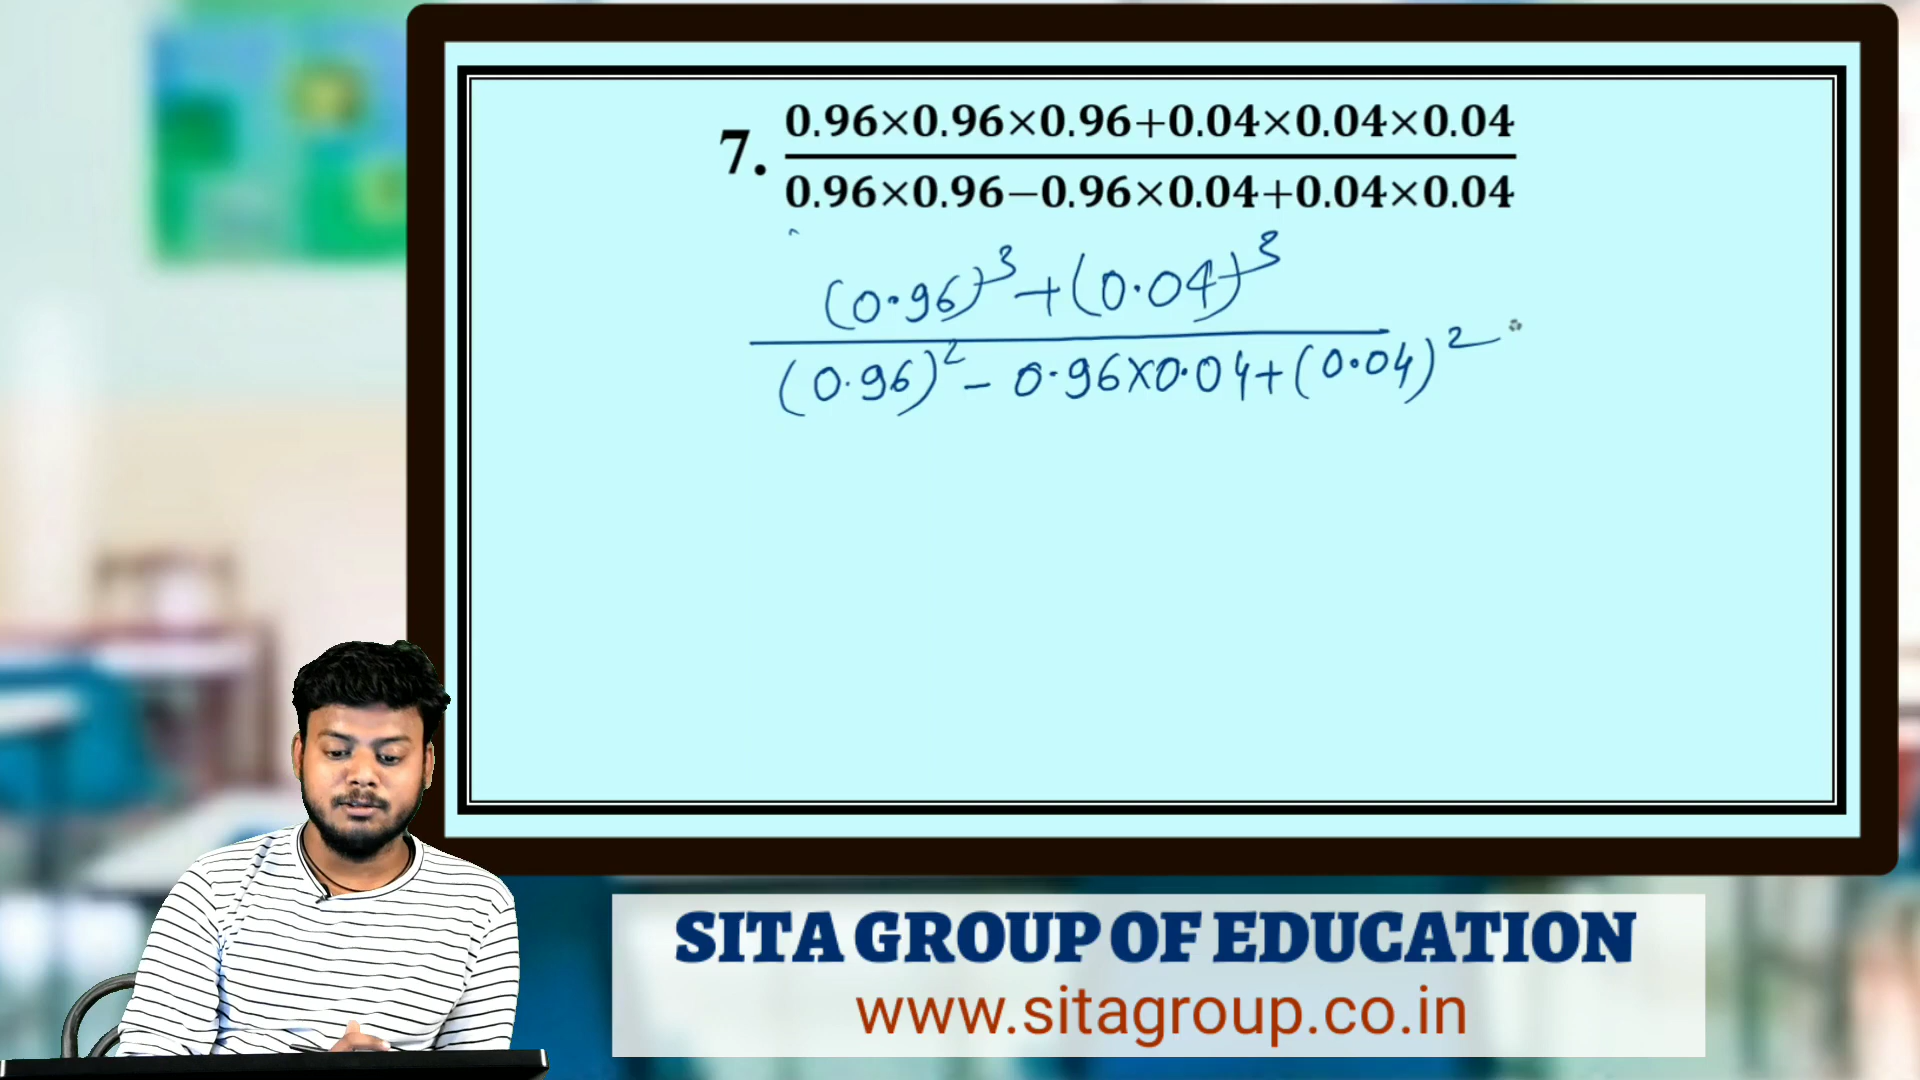 7. 0.96×0.96×0.96+0.04×0.04×0.04
0.96×0.96−0.96×0.04+0.04×0.04
(0.96)³+(0.04)³
(0.96)²- 0.96×0.04+(0.04)²
SITA GROUP OF EDUCATION
www.sitagroup.co.in